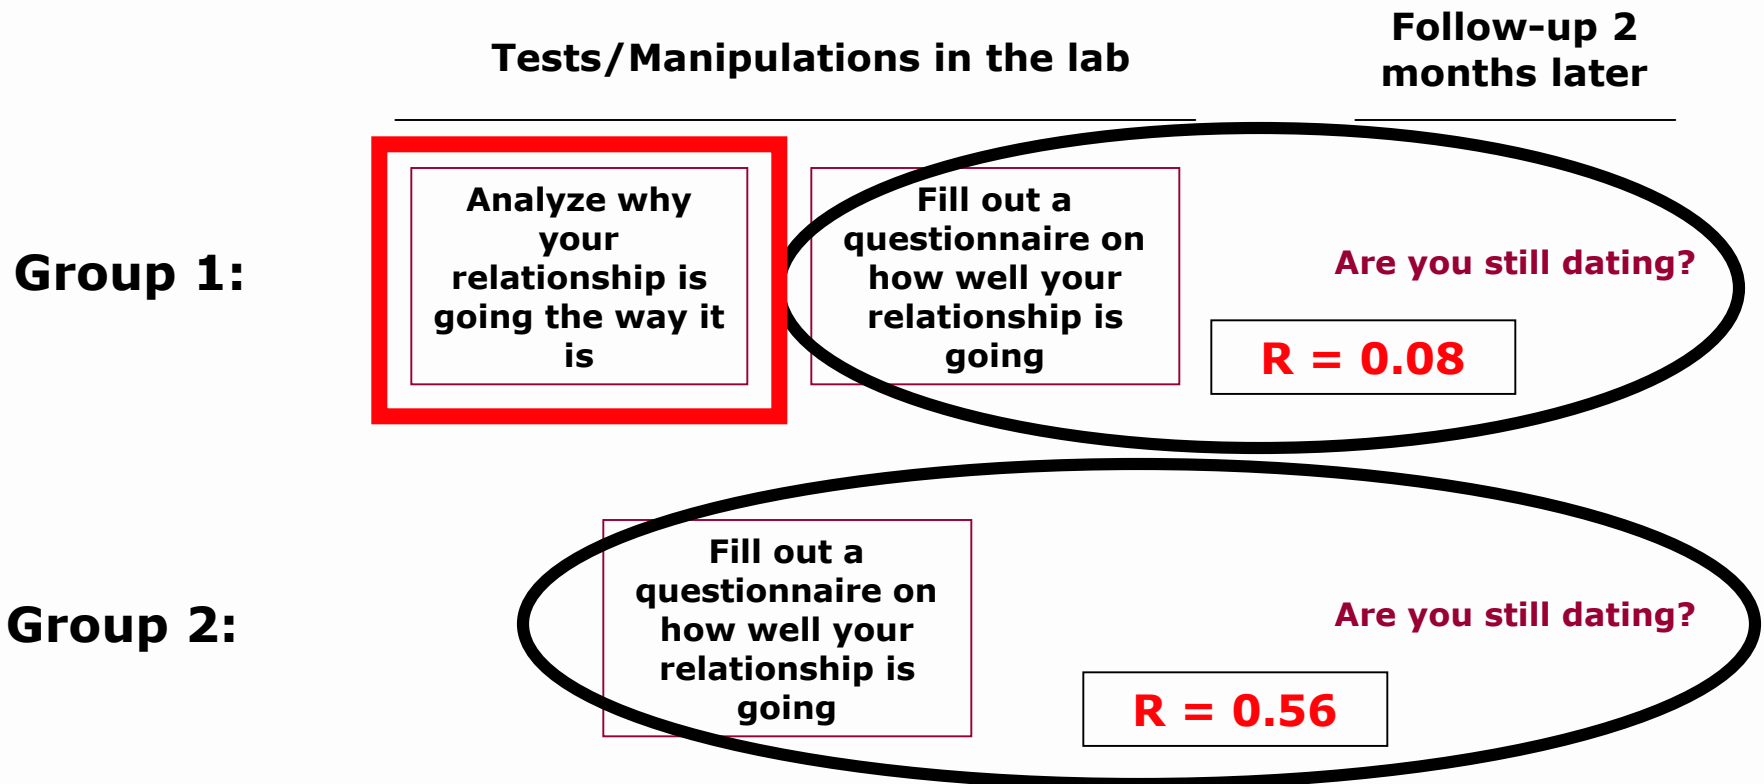 Tests/Manipulations in the lab
Follow-up 2
months later
Group 1:
Analyze why
your
relationship is
going the way it
is
Fill out a
questionnaire on
how well your
relationship is
going
Are you still dating?
R = 0.08
Group 2:
Fill out a
questionnaire on
how well your
relationship is
going
Are you still dating?
R = 0.56